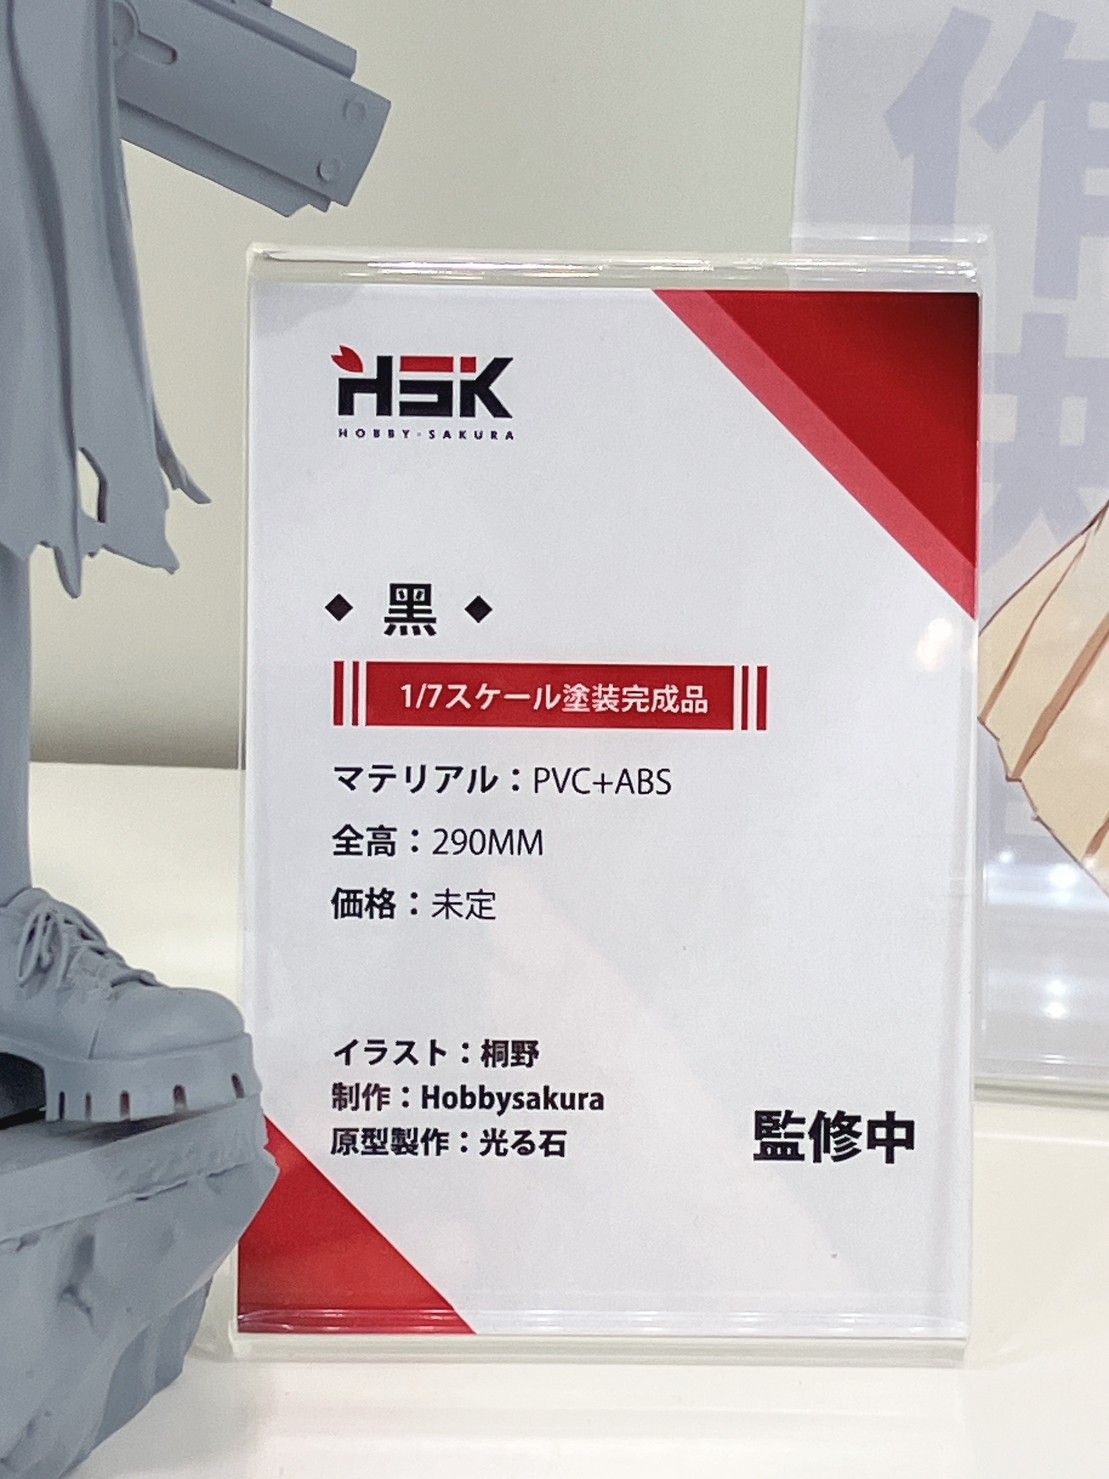 HSK
HOBBY-SAKURA
◆ 黑 ◆
1/7スケール塗装完成品
マテリアル：PVC+ABS
全高：290MM
価格：未定
イラスト：桐野
制作：Hobbysakura
原型製作：光る石
監修中
作